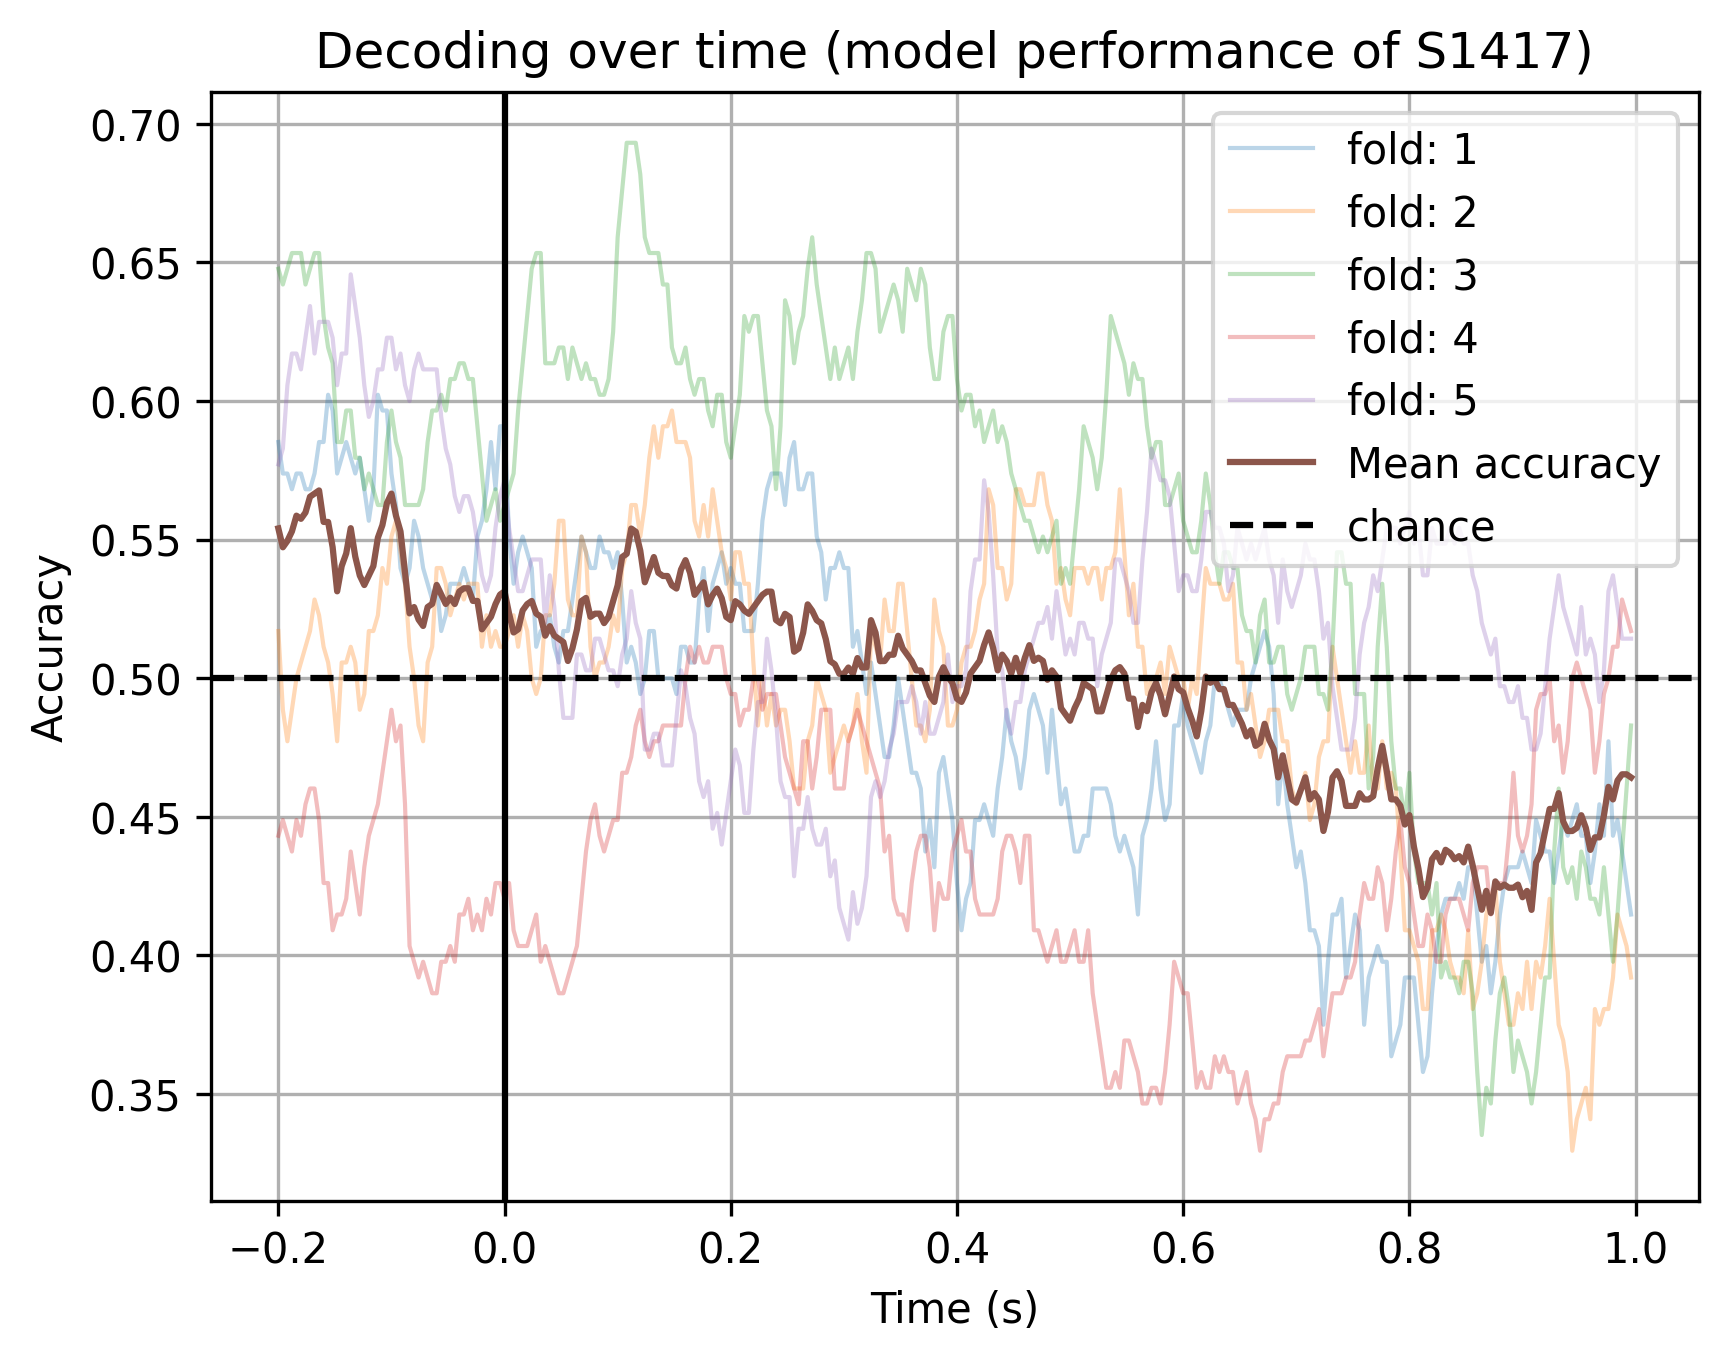 Decoding over time (model performance of S1417)
0.70
0.65
0.60
0.55
0.50
0.45
0.40
0.35
Accuracy
fold: 1
fold: 2
fold: 3
fold: 4
fold: 5
Mean accuracy
chance
−0.2 0.0 0.2 0.4 0.6 0.8 1.0
Time (s)